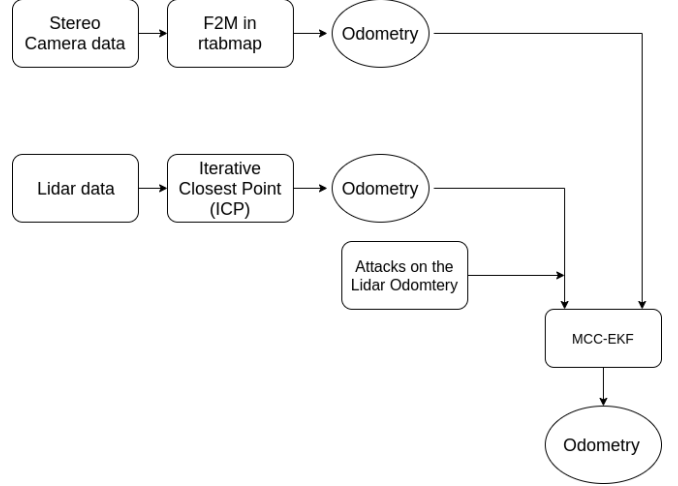 Stereo
Camera data
F2M in
rtabmap
Odometry
Lidar data
Iterative
Closest Point
(ICP)
Odometry
Attacks on the
Lidar Odomtery
MCC-EKF
Odometry